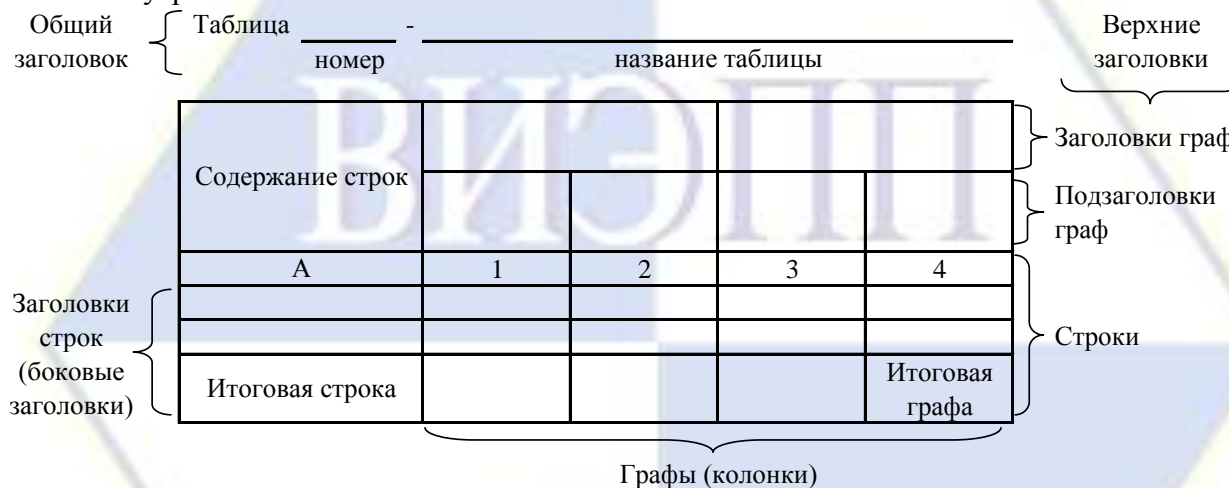 Общий
заголовок
Таблица -
номер
название таблицы
Верхние
заголовки
ВИЭПП
Содержание строк
Заголовки граф
Подзаголовки
граф
А 1 2 3 4
Заголовки
строк
(боковые
заголовки)
Строки
Итоговая строка
Итоговая
графа
Графы (колонки)